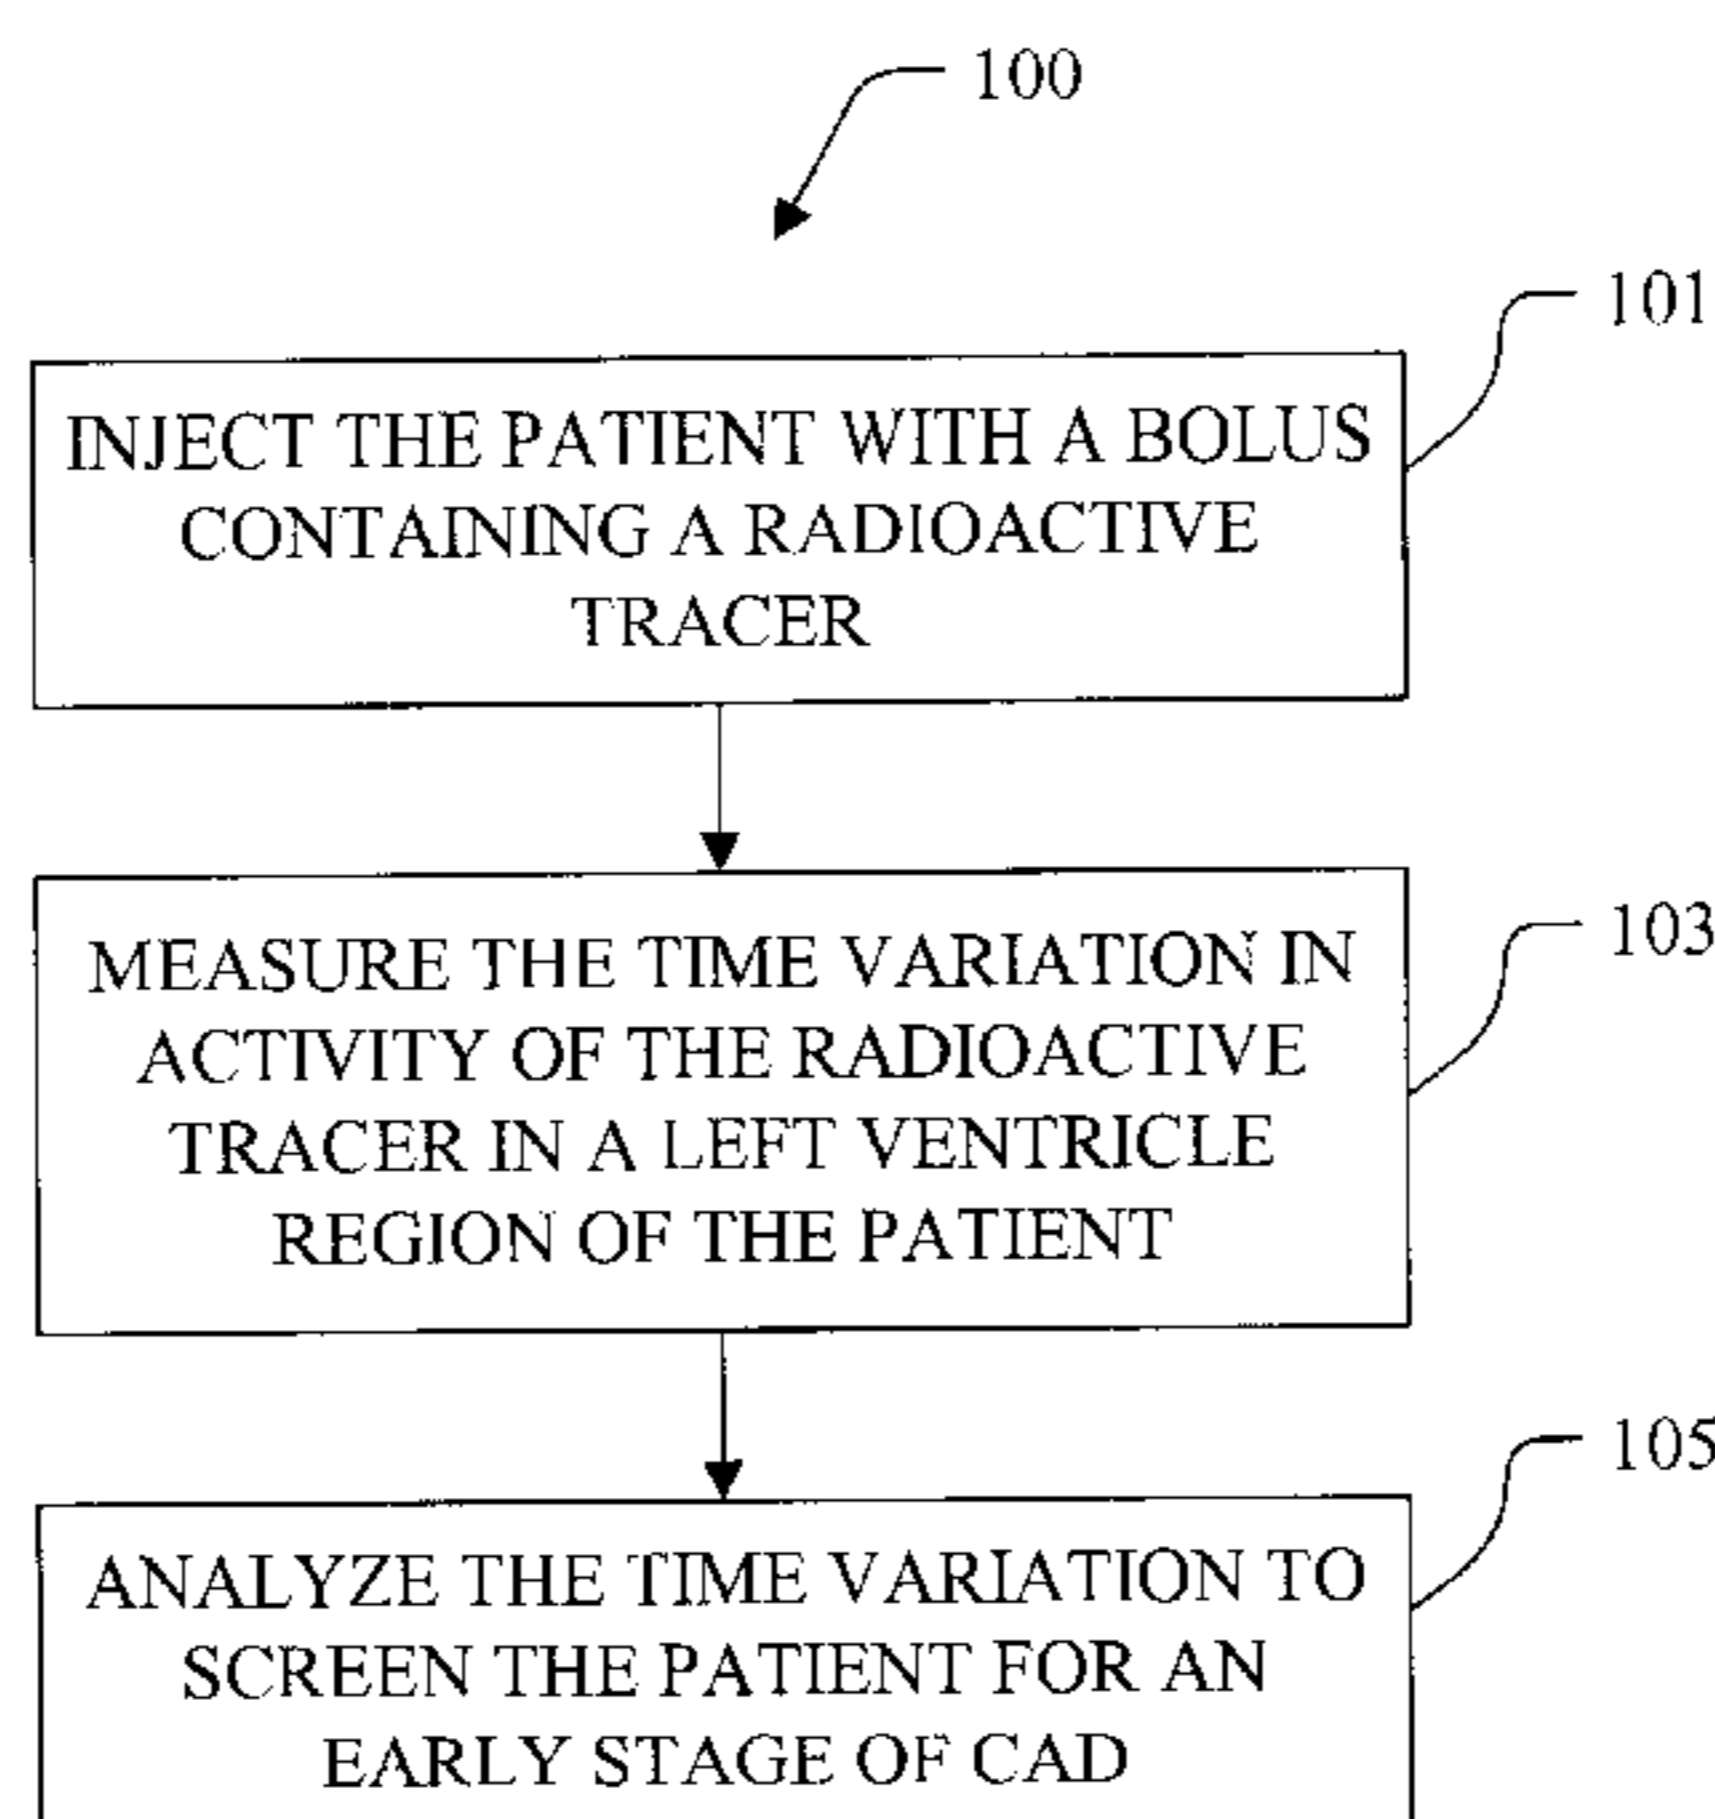 100
101
INJECT THE PATIENT WITH A BOLUS
CONTAINING A RADIOACTIVE
TRACER
103
MEASURE THE TIME VARIATION IN
ACTIVITY OF THE RADIOACTIVE
TRACER IN A LEFT VENTRICLE
REGION OF THE PATIENT
105
ANALYZE THE TIME VARIATION TO
SCREEN THE PATIENT FOR AN
EARLY STAGE OF CAD